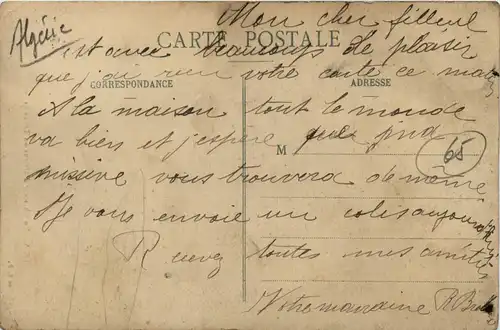 Algérie
Mon cher filleul
CARTE POSTALE
est avec beaucoup de plaisir
que j'ai reçu votre carte ce matin
CORRESPONDANCE
ADRESSE
A la maison tout le monde
va bien et j'espère que ma
M
65
missive vous trouvera de même
Je vous envoie un colis aujourd'hui
Recevez toutes mes amitiés
Votre marraine R